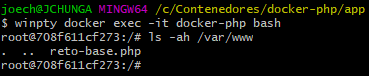 joech@JCHUNGA MINGW64 /c/Contenedores/docker-php/app
$ winpty docker exec -it docker-php bash
root@708f611cf273:/# ls -ah /var/www
.  ..  reto-base.php
root@708f611cf273:/#